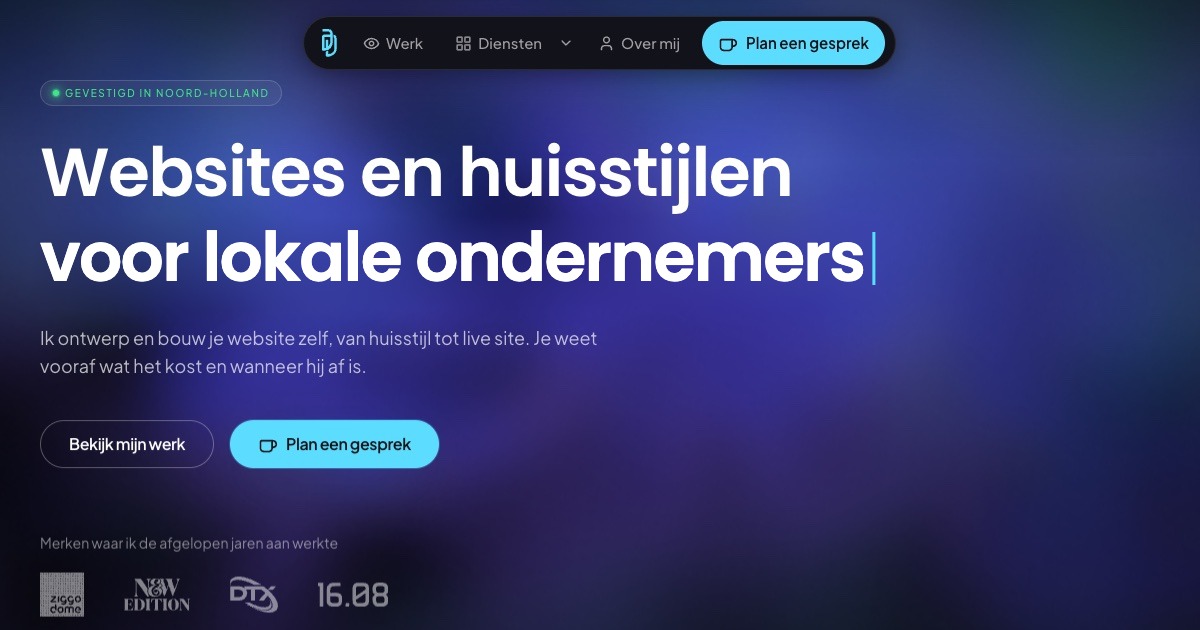 Werk
Diensten
Over mij
Plan een gesprek
GEVESTIGD IN NOORD-HOLLAND
Websites en huisstijlen
voor lokale ondernemers
Ik ontwerp en bouw je website zelf, van huisstijl tot live site. Je weet
vooraf wat het kost en wanneer hij af is.
Bekijk mijn werk
Plan een gesprek
Merken waar ik de afgelopen jaren aan werkte
ziggo
dome
N&W
EDITION
DTX
16.08